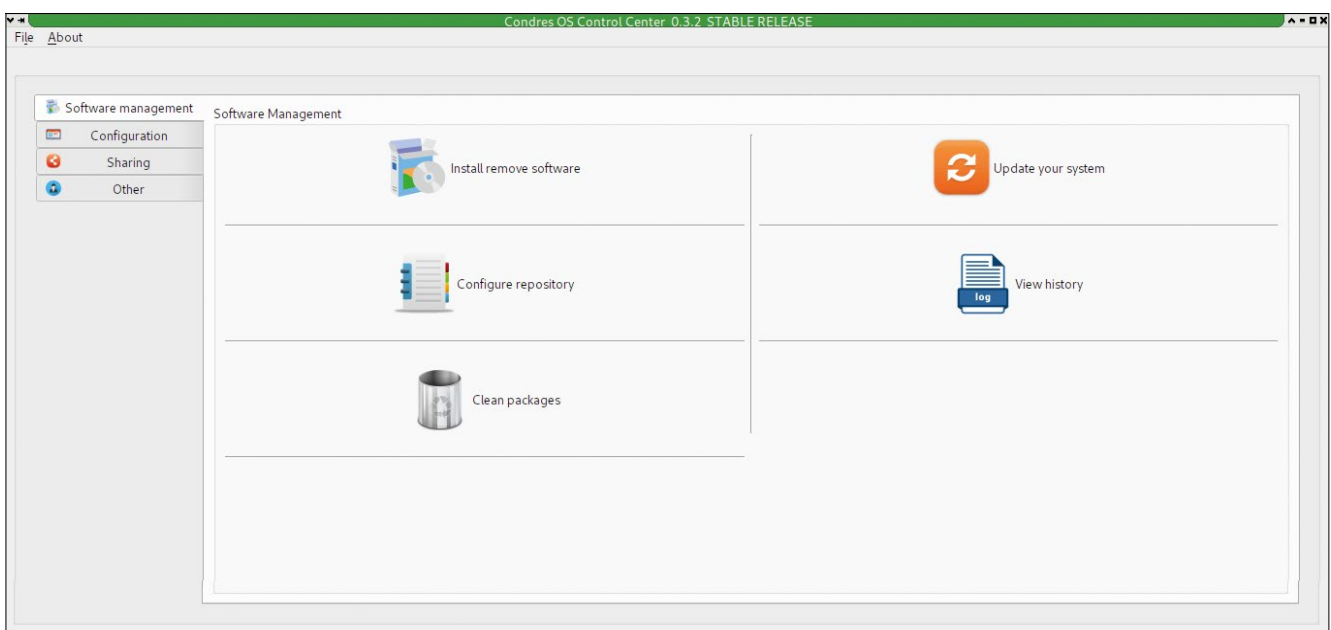 Condres OS Control Center 0.3.2 STABLE RELEASE
File About
Software management
Configuration
Sharing
Other
Software Management
Install remove software
Update your system
Configure repository
log
View history
Clean packages